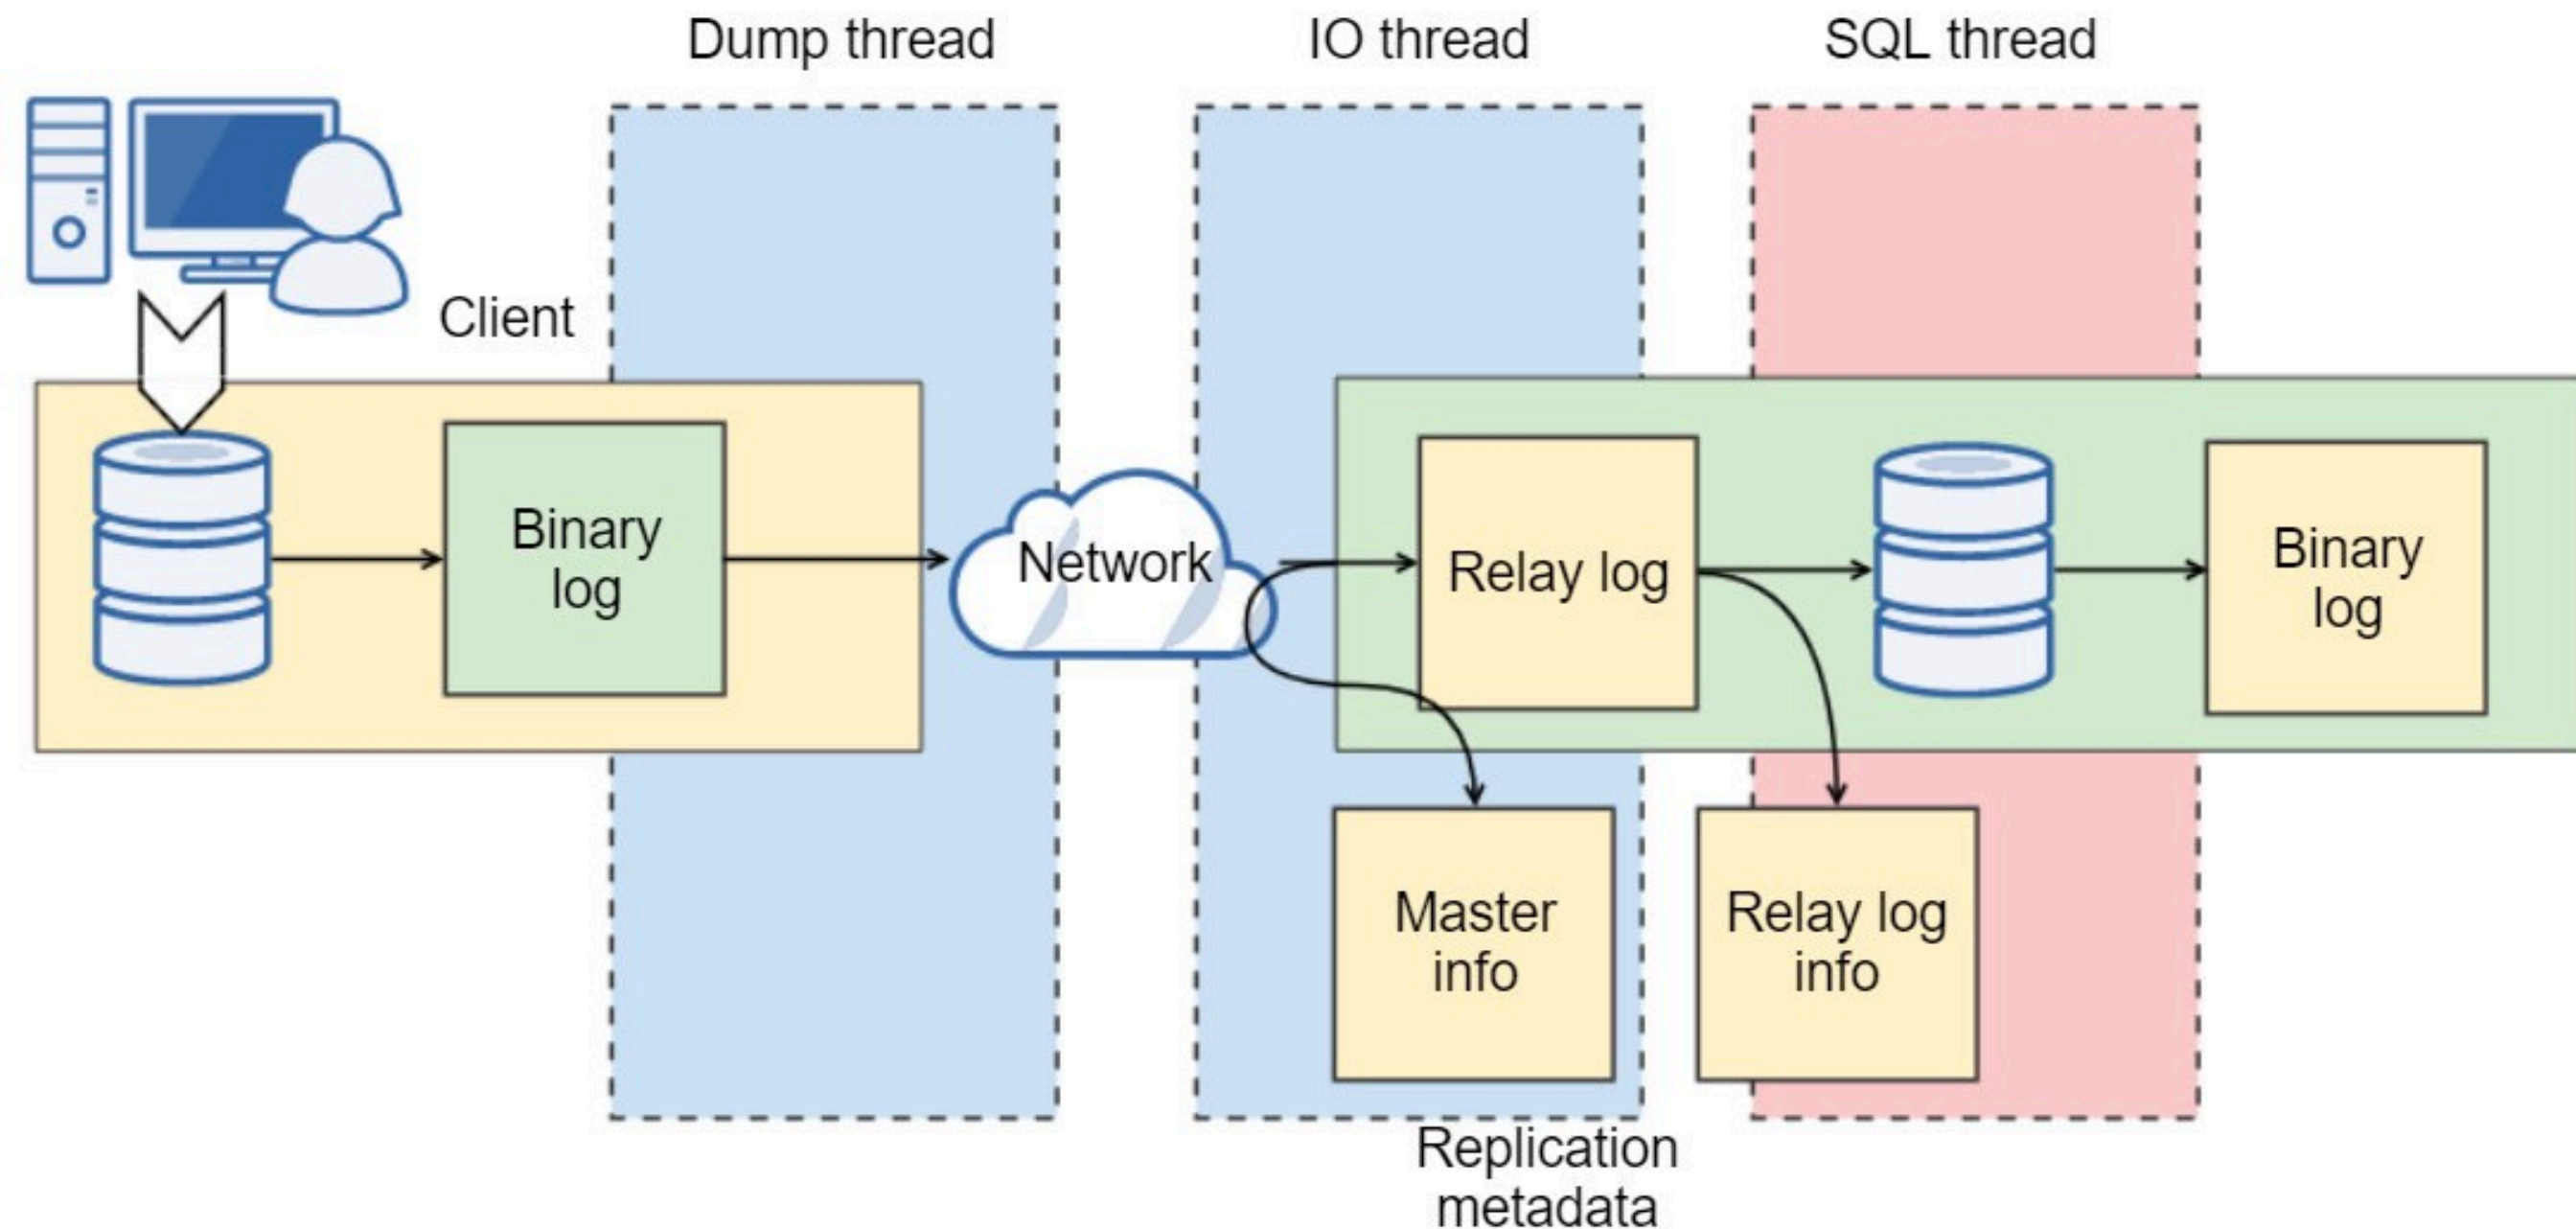 Dump thread
IO thread
SQL thread
Client
Binary
log
Network
Relay log
Binary
log
Master
info
Relay log
info
Replication
metadata